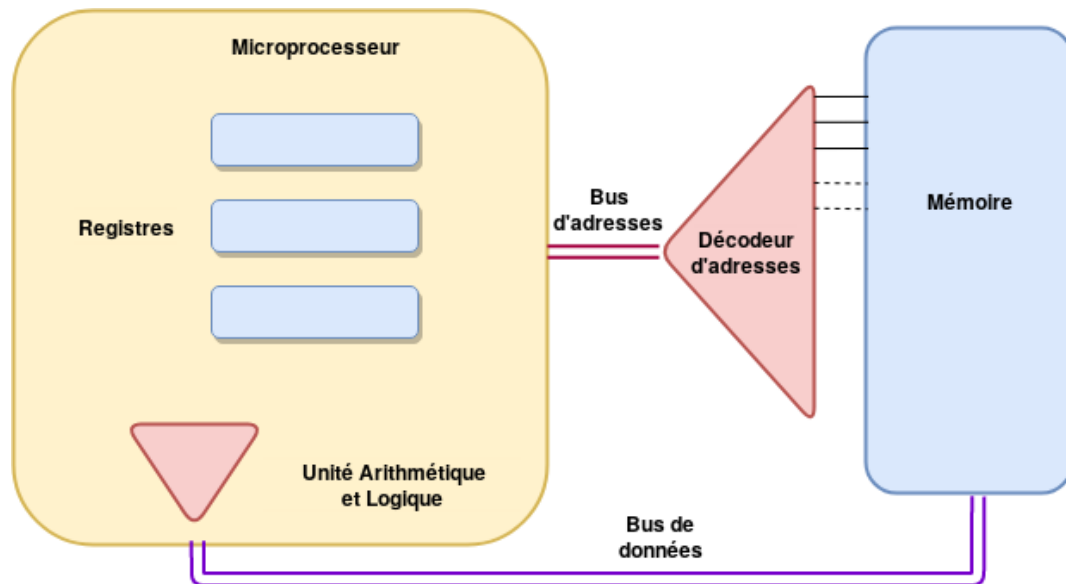 Microprocesseur
Registres
Bus
d'adresses
Décodeur
d'adresses
Mémoire
Unité Arithmétique
et Logique
Bus de
données